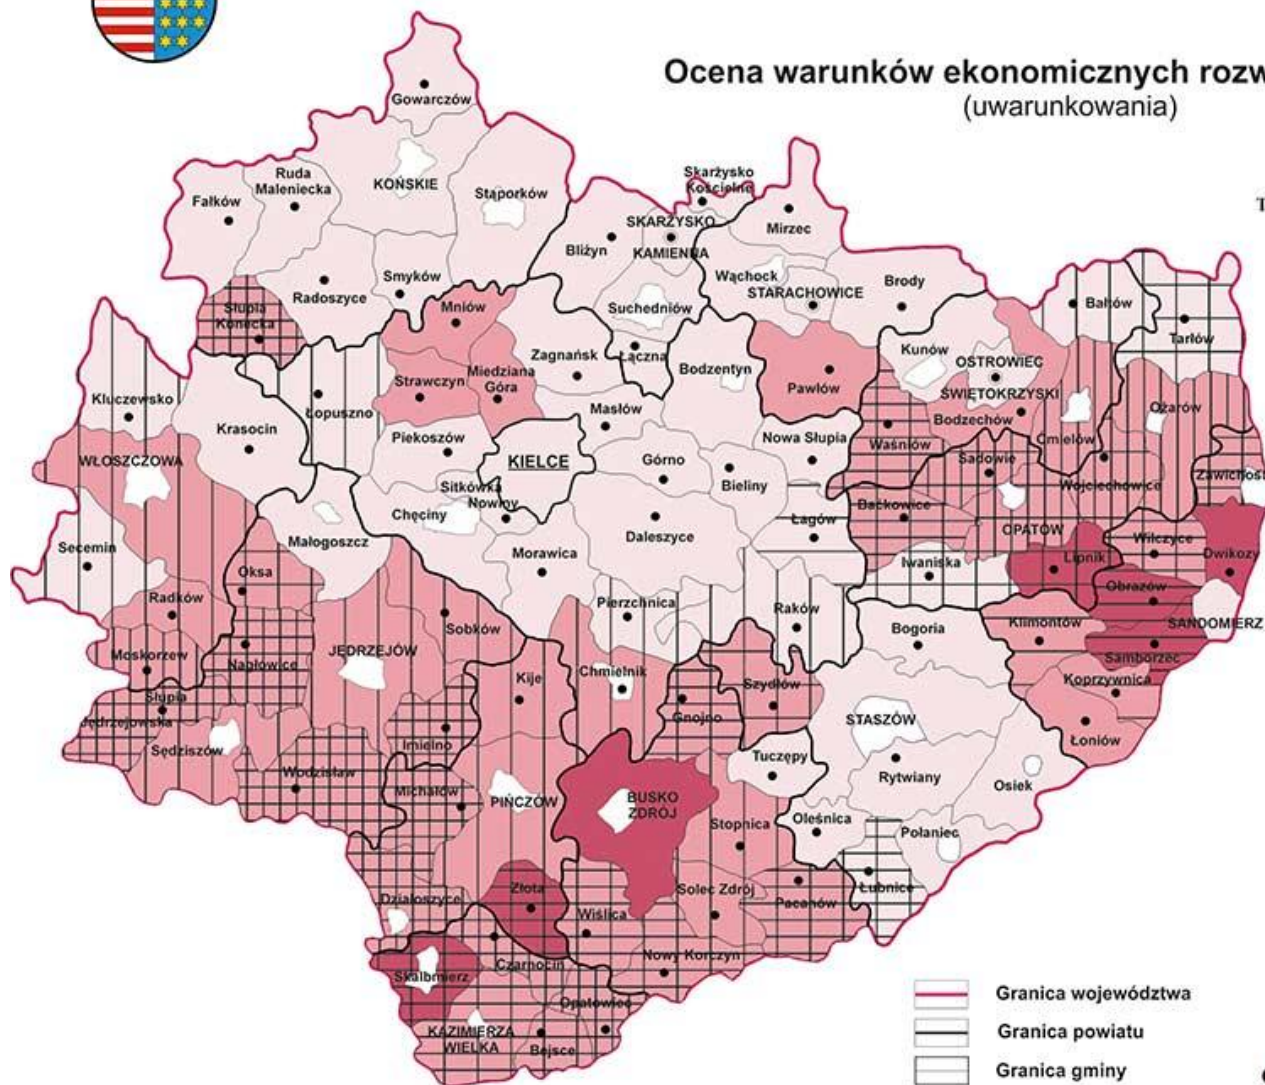 Ocena warunków ekonomicznych rozw
(uwarunkowania)
T
Gowarczów
Ruda
Maleniecka
KOŃSKIE
Stąporków
Fałków
Skarżysko
Kościelne
SKARŻYSKO
KAMIENNA
Bliżyn
Mirzec
Wąchock
STARACHOWICE
Brody
Bałtów
Tarłów
Radoszyce
Smyków
Suchedniów
Słupia
Konecka
Mniów
Łączna
Zagnańsk
Bodzentyn
Kunów
OSTROWIEC
ŚWIĘTOKRZYSKI
Kluczewsko
Łopuszno
Strawczyn
Miedziana
Góra
Pawłów
Masłów
Bodzechów
Ćmielów
Ożarów
Krasocin
Piekoszów
KIELCE
Nowa Słupia
Waśniów
Sadowie
Wojciechowice
Zawichost
WŁOSZCZOWA
Górno
Bieliny
Sitkówka
Nowiny
Chęciny
Łagów
Baćkowice
OPATÓW
Secemin
Małogoszcz
Morawica
Daleszyce
Iwaniska
Lipnik
Wilczyce
Dwikozy
Oksa
Obrazów
Radków
Pierzchnica
Raków
Klimontów
SANDOMIERZ
Sobków
Bogoria
Moskorzew
Nagłowice
JĘDRZEJÓW
Samborzec
Słupia
Jędrzejowska
Kije
Chmielnik
Szydłów
Koprzywnica
Gnojno
STASZÓW
Łoniów
Sędziszów
Imielno
Tuczępy
Wodzisław
Michałów
Rytwiany
Osiek
PIŃCZÓW
BUSKO
ZDRÓJ
Stopnica
Oleśnica
Połaniec
Działoszyce
Złota
Wiślica
Solec Zdrój
Pacanów
Łubnice
Skalbmierz
Czarnocin
Nowy Korczyn
Opatowiec
KAZIMIERZA
WIELKA
Bejsce
Granica województwa
Granica powiatu
Granica gminy